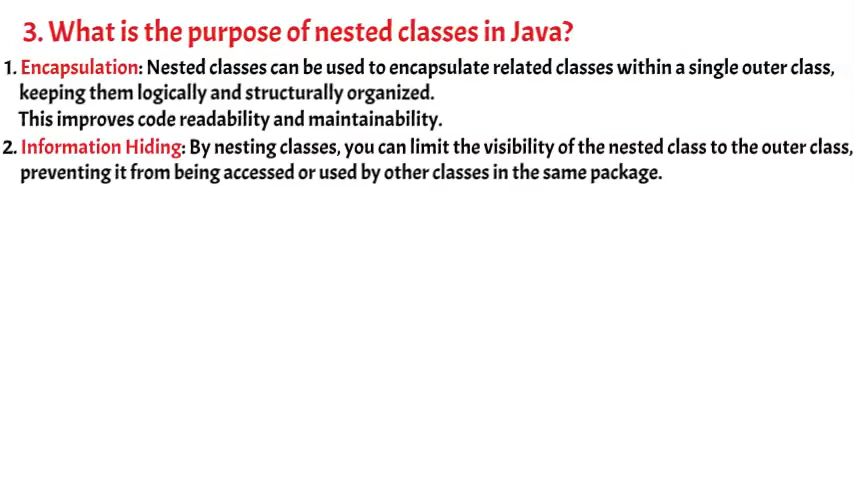 3. What is the purpose of nested classes in Java?
1. Encapsulation: Nested classes can be used to encapsulate related classes within a single outer class,
keeping them logically and structurally organized.
This improves code readability and maintainability.
2. Information Hiding: By nesting classes, you can limit the visibility of the nested class to the outer class,
preventing it from being accessed or used by other classes in the same package.